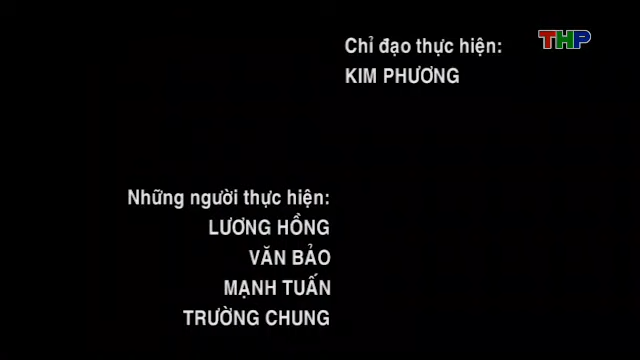 Chỉ đạo thực hiện:
THP
KIM PHƯƠNG
Những người thực hiện:
LƯƠNG HỒNG
VĂN BẢO
MẠNH TUẤN
TRƯỜNG CHUNG